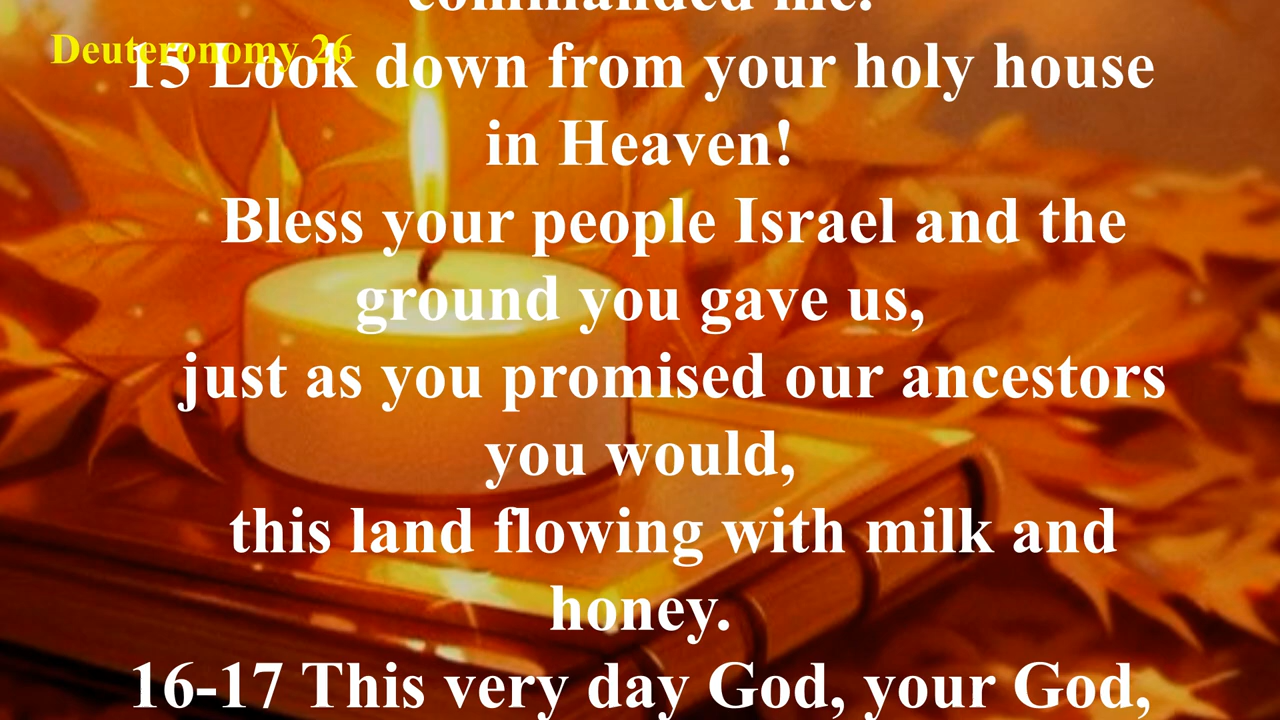 commanded me.
Deuteronomy 26
15 Look down from your holy house
in Heaven!
Bless your people Israel and the
ground you gave us,
just as you promised our ancestors
you would,
this land flowing with milk and
honey.
16-17 This very day God, your God,